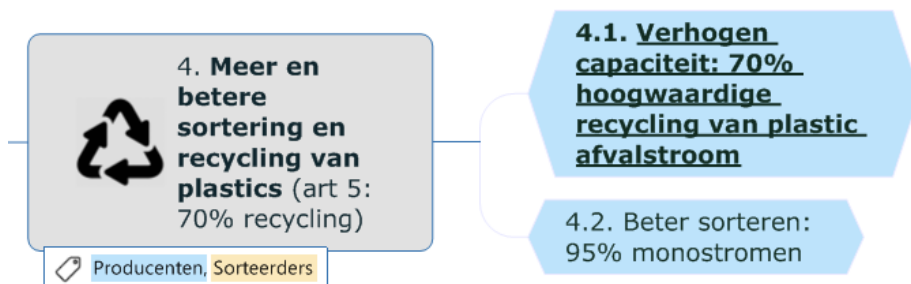 4. Meer en
betere
sortering en
recycling van
plastics (art 5:
70% recycling)
Producenten, Sorteerders
4.1. Verhogen
capaciteit: 70%
hoogwaardige
recycling van plastic
afvalstroom
4.2. Beter sorteren:
95% monostromen